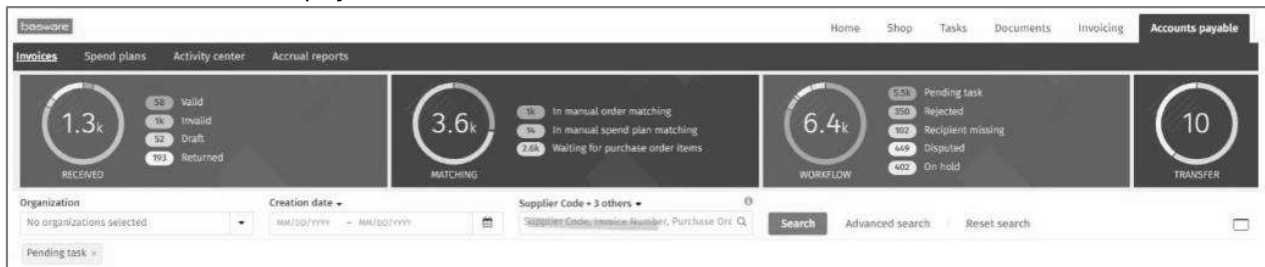 basware
Home Shop Tasks Documents Invoicing Accounts payable
Invoices Spend plans Activity center Accrual reports
1.3k
RECEIVED
58 Valid
1k Invalid
52 Draft
193 Returned
3.6k
MATCHING
1k In manual order matching
14 In manual spend plan matching
2.6k Waiting for purchase order items
6.4k
WORKFLOW
5.5k Pending task
350 Rejected
102 Recipient missing
449 Disputed
402 On hold
10
TRANSFER
Organization
No organizations selected
Creation date
MM/DD/YYYY – MM/DD/YYYY
Supplier Code + 3 others
Supplier Code, Invoice Number, Purchase Orc
Search Advanced search Reset search
Pending task ×